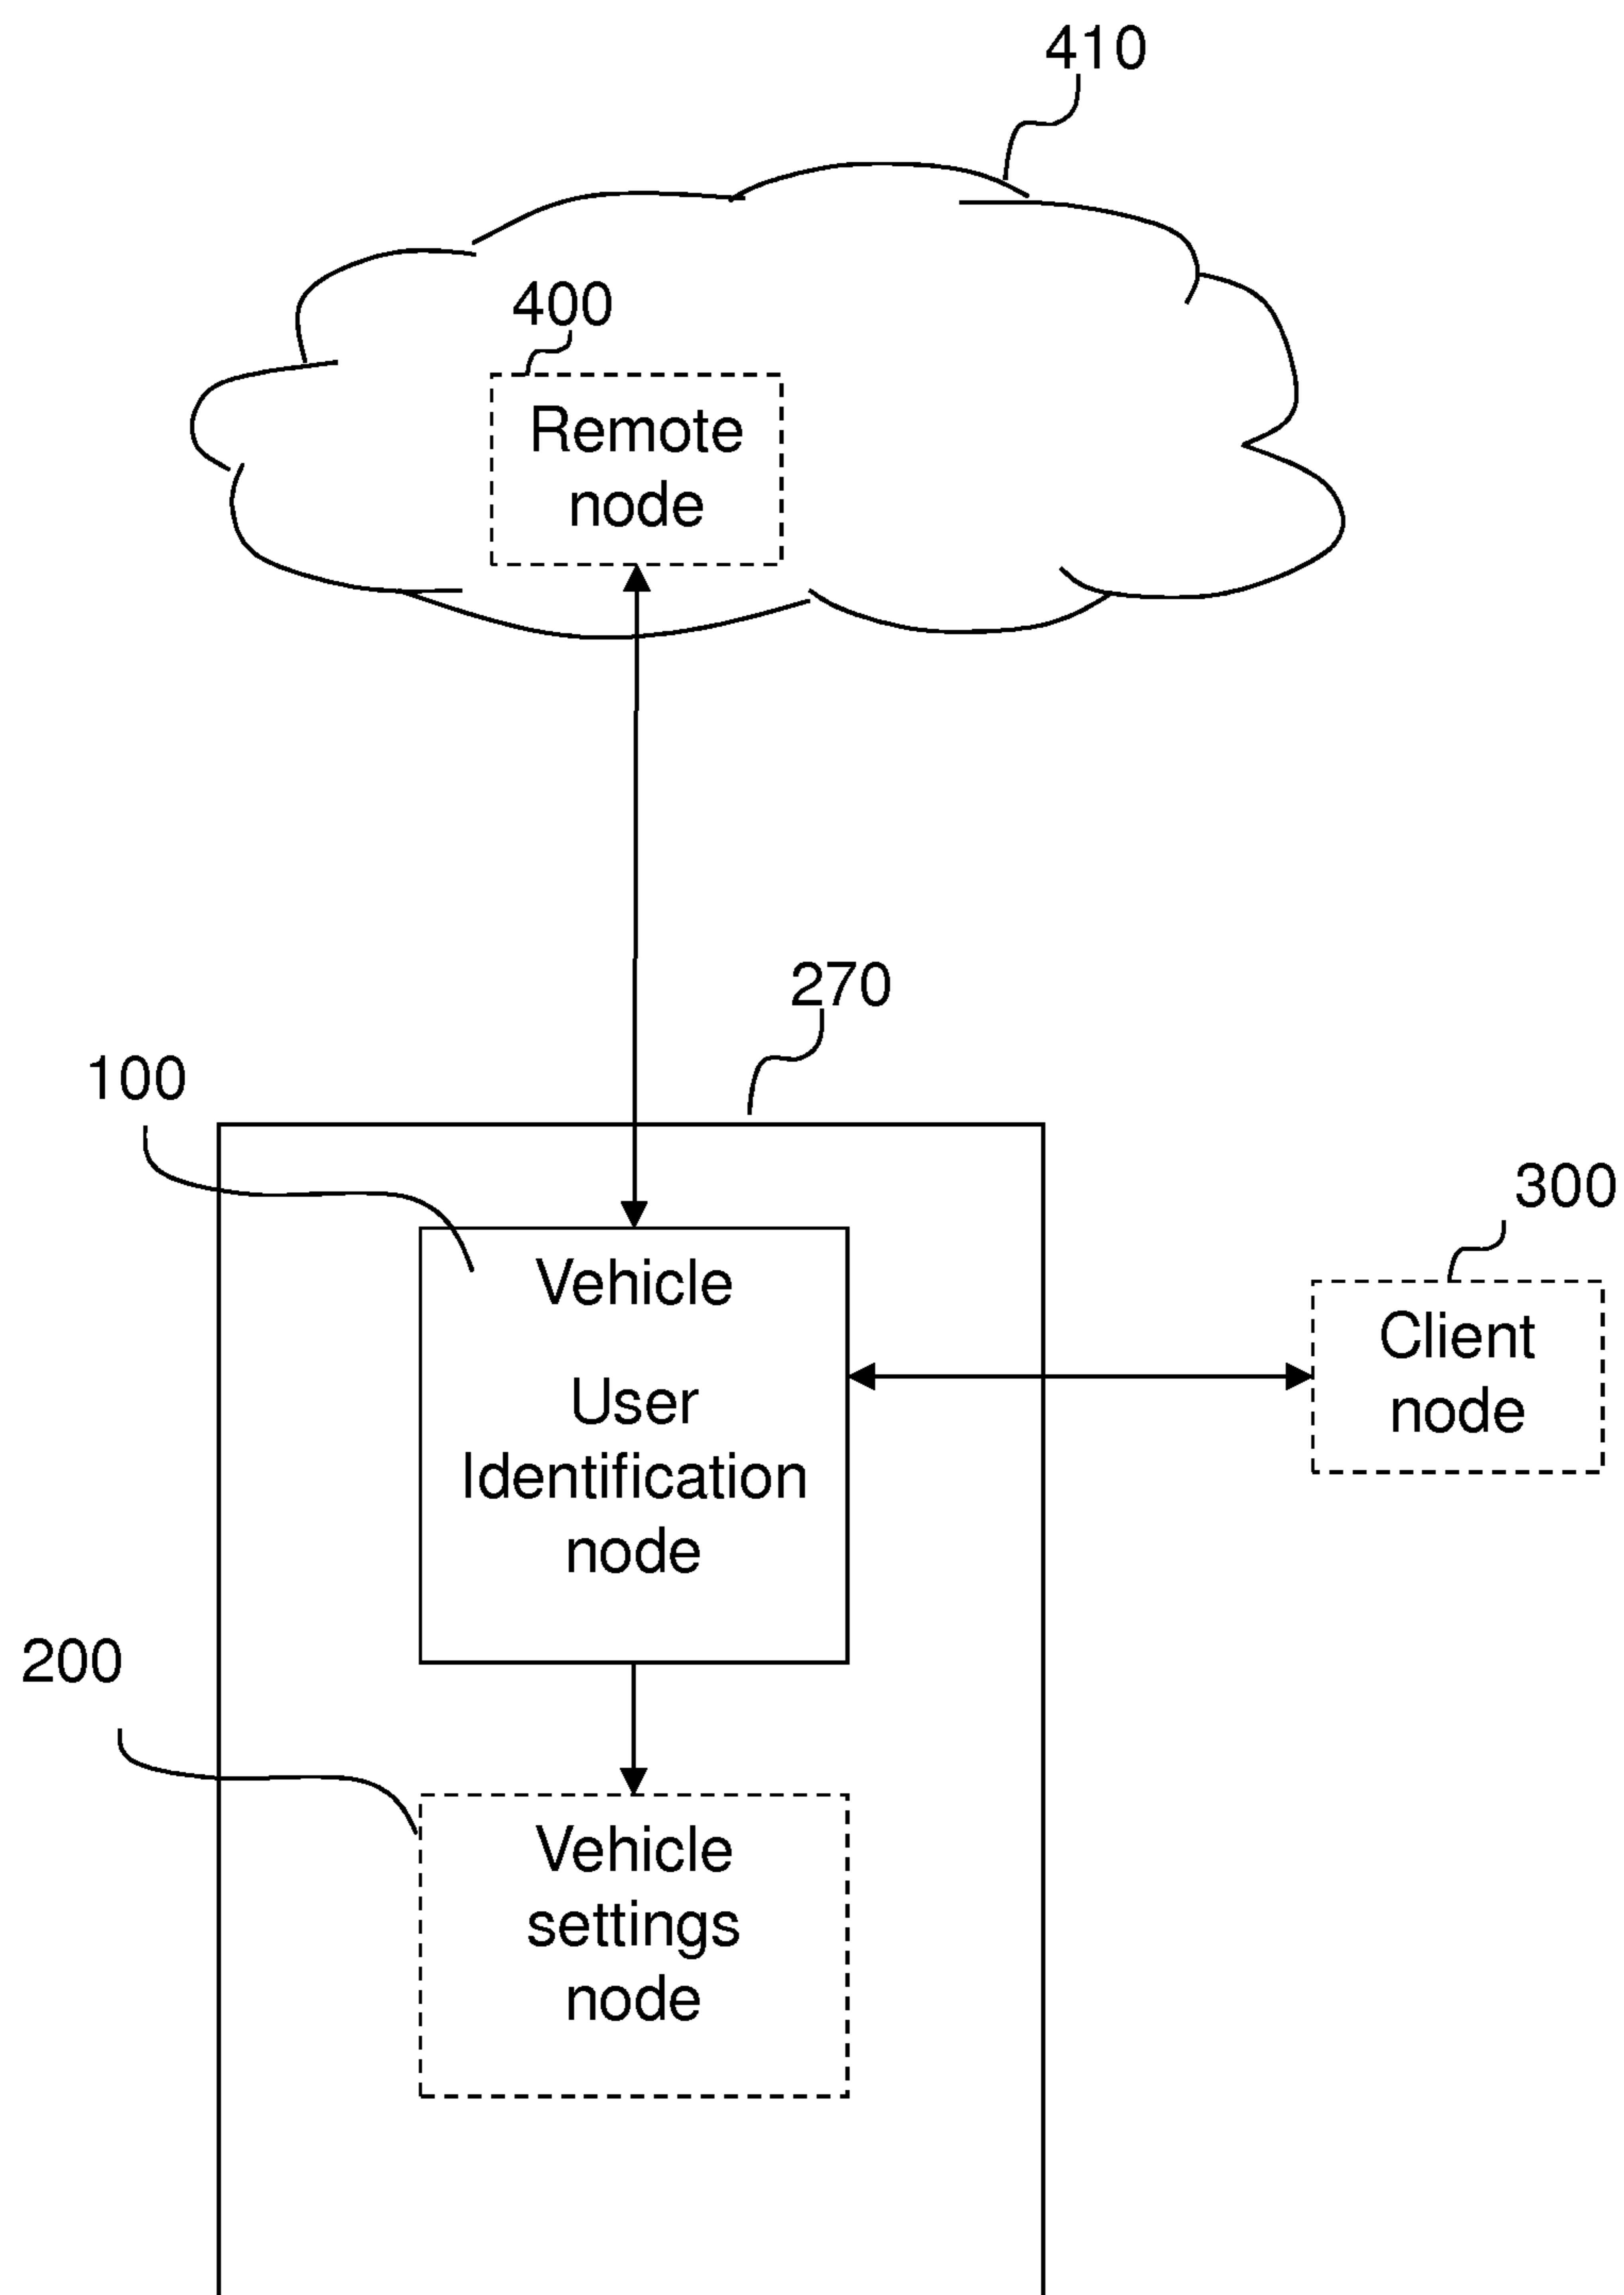 410
400
Remote
node
270
100
300
Vehicle
User
Identification
node
Client
node
200
Vehicle
settings
node